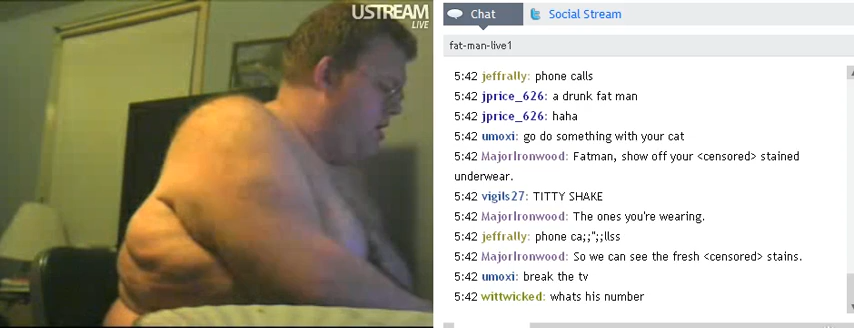 USTREAM
LIVE
Chat
Social Stream
fat-man-live1
5:42 jeffrally: phone calls
5:42 jprice_626: a drunk fat man
5:42 jprice_626: haha
5:42 umoxi: go do something with your cat
5:42 MajorIronwood: Fatman, show off your <censored> stained
underwear.
5:42 vigils27: TITTY SHAKE
5:42 MajorIronwood: The ones you're wearing.
5:42 jeffrally: phone ca;;";;llss
5:42 MajorIronwood: So we can see the fresh <censored> stains.
5:42 umoxi: break the tv
5:42 wittwicked: whats his number